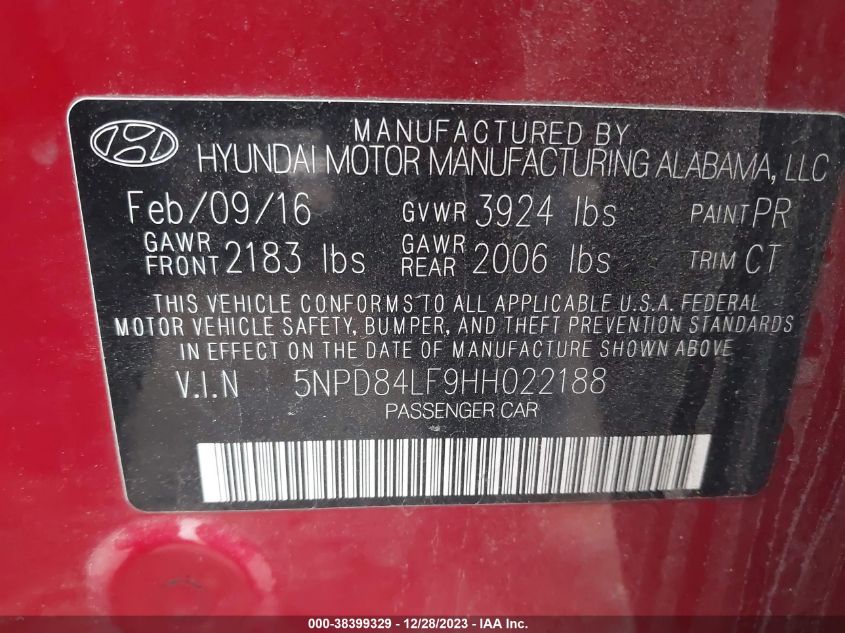 MANUFACTURED BY
HYUNDAI MOTOR MANUFACTURING ALABAMA, LLC
Feb/09/16 GVWR 3924 lbs PAINT PR
GAWR FRONT 2183 lbs GAWR REAR 2006 lbs TRIM CT
THIS VEHICLE CONFORMS TO ALL APPLICABLE U.S.A. FEDERAL
MOTOR VEHICLE SAFETY, BUMPER, AND THEFT PREVENTION STANDARDS
IN EFFECT ON THE DATE OF MANUFACTURE SHOWN ABOVE.
V.I.N 5NPD84LF9HH022188
PASSENGER CAR
000-38399329 - 12/28/2023 - IAA Inc.